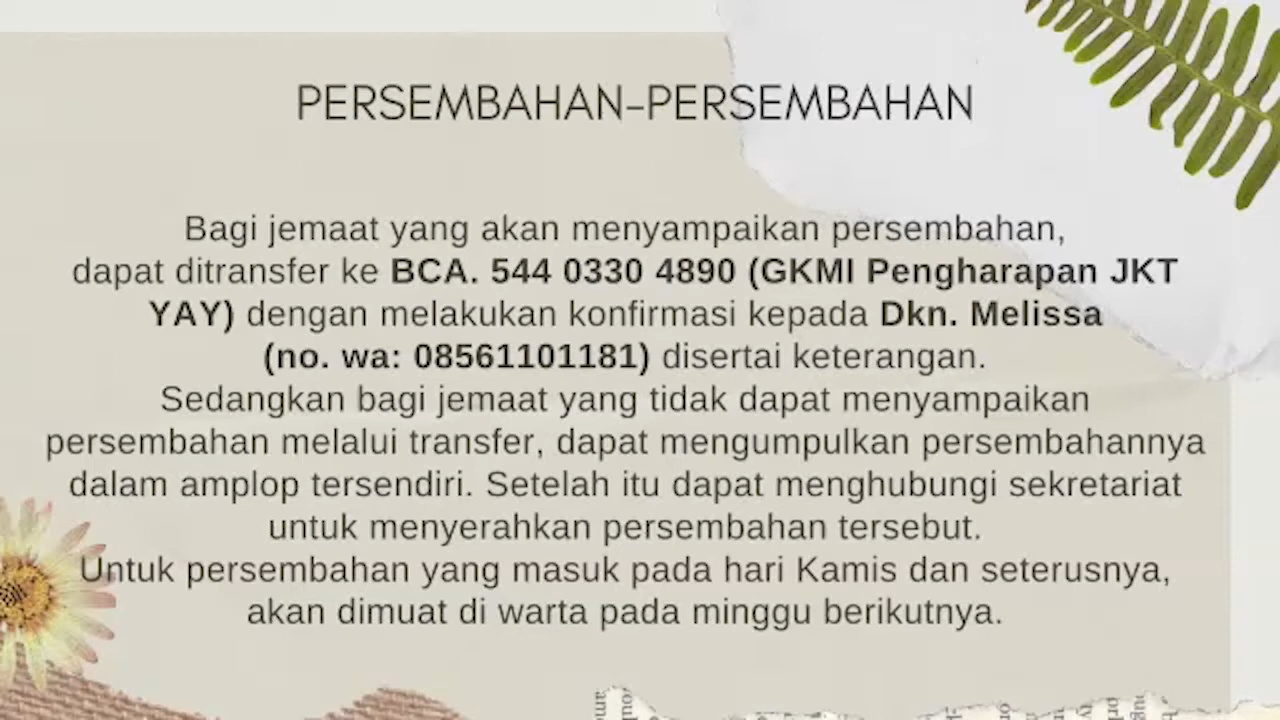 PERSEMBAHAN-PERSEMBAHAN
Bagi jemaat yang akan menyampaikan persembahan,
dapat ditransfer ke BCA. 544 0330 4890 (GKMI Pengharapan JKT
YAY) dengan melakukan konfirmasi kepada Dkn. Melissa
(no. wa: 08561101181) disertai keterangan.
Sedangkan bagi jemaat yang tidak dapat menyampaikan
persembahan melalui transfer, dapat mengumpulkan persembahannya
dalam amplop tersendiri. Setelah itu dapat menghubungi sekretariat
untuk menyerahkan persembahan tersebut.
Untuk persembahan yang masuk pada hari Kamis dan seterusnya,
akan dimuat di warta pada minggu berikutnya.